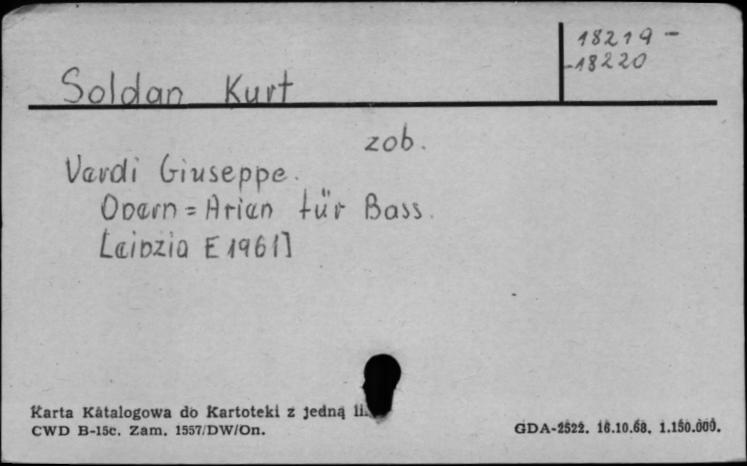 18219 -
-18220
Soldan Kurt
zob.
Verdi Giuseppe.
Opern = Arien für Bass.
Leipzig [1961]
Karta Katalogowa do Kartoteki z jedną
CWD B-15c. Zam. 1557/DW/On.
GDA-2522. 16.10.68. 1.150.000.